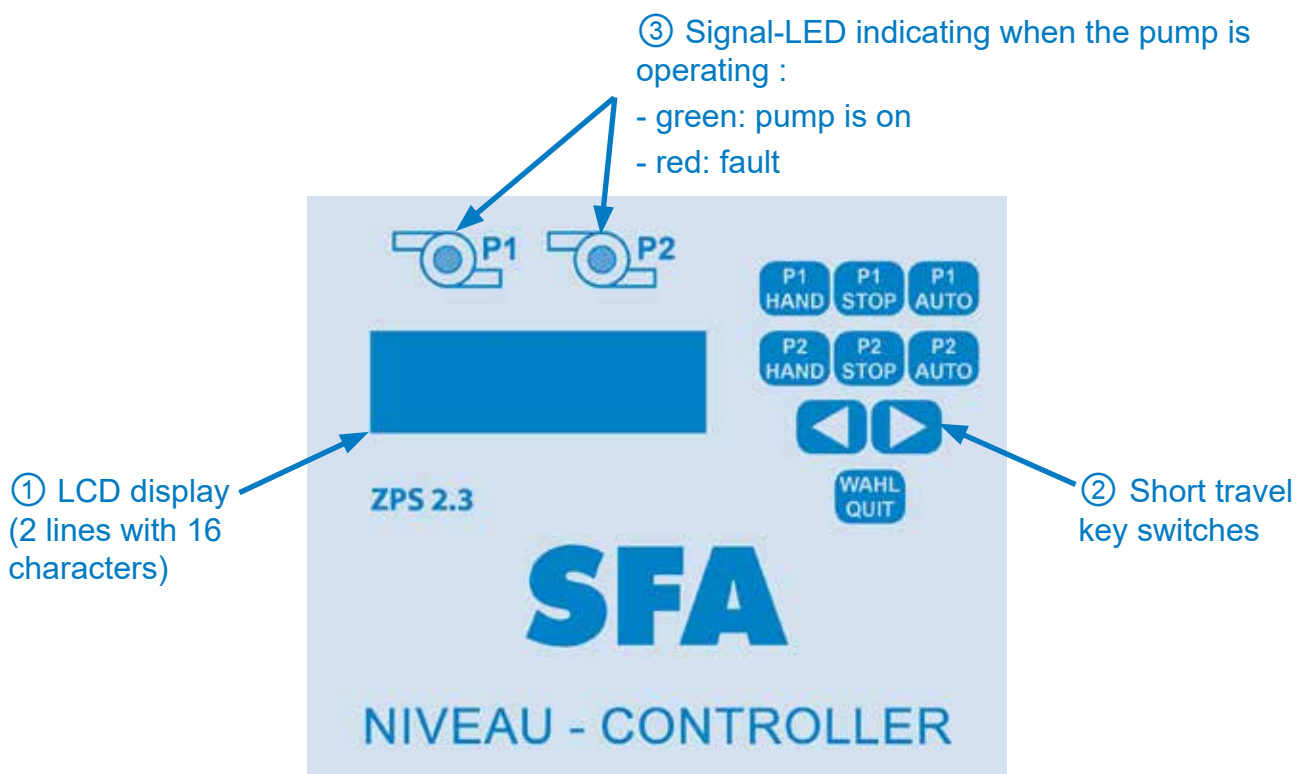 ③ Signal-LED indicating when the pump is
operating :
- green: pump is on
- red: fault
P1
P2
P1 HAND
P1 STOP
P1 AUTO
P2 HAND
P2 STOP
P2 AUTO
WAHL
QUIT
① LCD display
(2 lines with 16
characters)
② Short travel
key switches
ZPS 2.3
SFA
NIVEAU - CONTROLLER